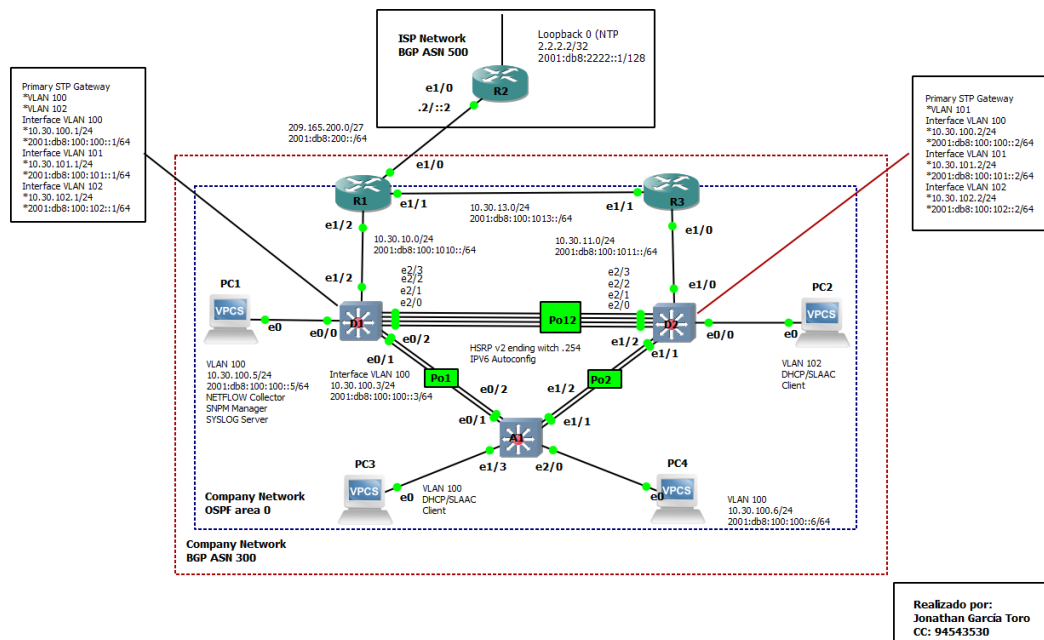 ISP Network
BGP ASN 500
Loopback 0 (NTP
2.2.2.2/32
2001:db8:2222::1/128
e1/0
R2
.2/::2
Primary STP Gateway
*VLAN 100
*VLAN 102
Interface VLAN 100
*10.30.100.1/24
*2001:db8:100:100::1/64
Interface VLAN 101
*10.30.101.1/24
*2001:db8:100:101::1/64
Interface VLAN 102
*10.30.102.1/24
*2001:db8:100:102::1/64
Primary STP Gateway
*VLAN 101
Interface VLAN 100
*10.30.100.2/24
*2001:db8:100:100::2/64
Interface VLAN 101
*10.30.101.2/24
*2001:db8:100:101::2/64
Interface VLAN 102
*10.30.102.2/24
*2001:db8:100:102::2/64
209.165.200.0/27
2001:db8:200::/64
e1/0
R1
e1/1
10.30.13.0/24
2001:db8:100:1013::/64
e1/1
R3
e1/2
10.30.10.0/24
2001:db8:100:1010::/64
10.30.11.0/24
2001:db8:100:1011::/64
e1/0
e1/2
e2/3
e2/2
e2/1
e2/0
e2/3
e2/2
e2/1
e2/0
e1/0
PC1
VPCS
e0
e0/0
D1
Po12
D2
e0/0
e0
PC2
VPCS
e0/2
e0/1
HSRP v2 ending witch .254
IPV6 Autoconfig
e1/2
e1/1
VLAN 100
10.30.100.5/24
2001:db8:100:100::5/64
NETFLOW Collector
SNPM Manager
SYSLOG Server
Interface VLAN 100
10.30.100.3/24
2001:db8:100:100::3/64
Po1
Po2
VLAN 102
DHCP/SLAAC
Client
e0/2
e0/1
e1/2
e1/1
A1
e1/3
e2/0
PC3
VPCS
e0
VLAN 100
DHCP/SLAAC
Client
PC4
e0
VPCS
VLAN 100
10.30.100.6/24
2001:db8:100:100::6/64
Company Network
OSPF area 0
Company Network
BGP ASN 300
Realizado por:
Jonathan García Toro
CC: 94543530